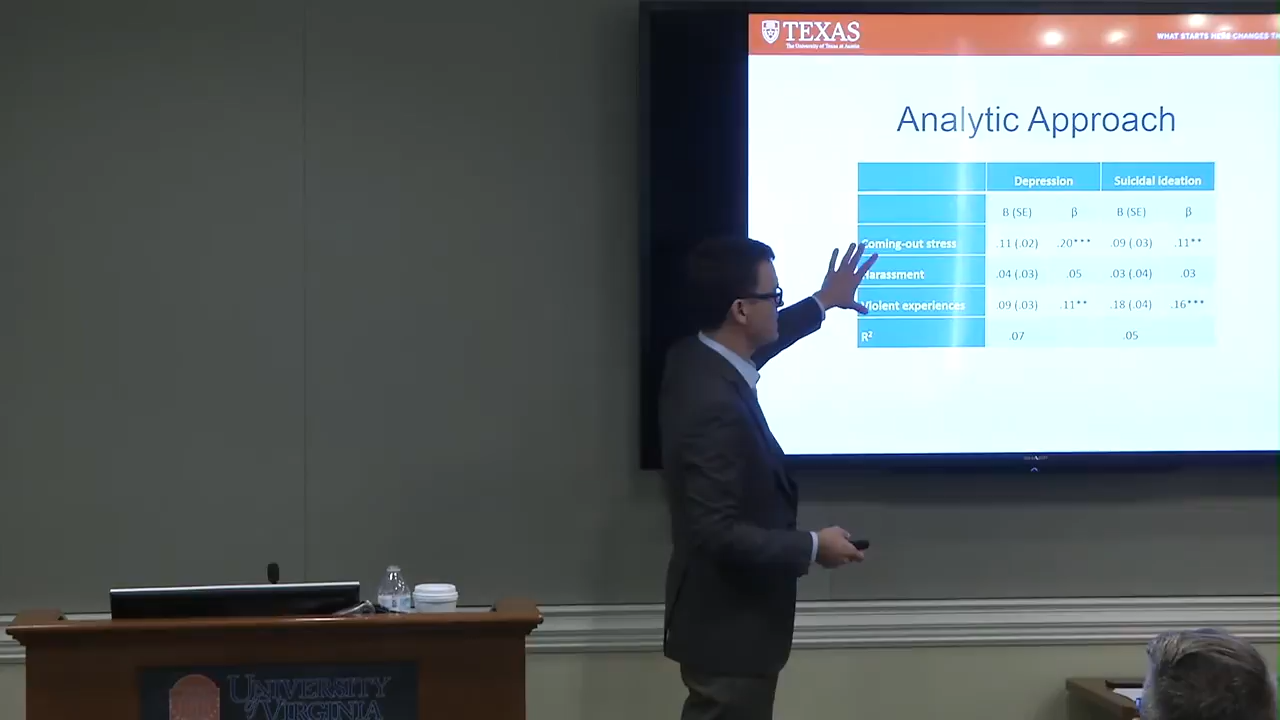 TEXAS
The University of Texas at Austin
WHAT STARTS HERE CHANGES TH
Analytic Approach
Depression Suicidal ideation
B (SE) β B (SE) β
Coming-out stress .11 (.02) .20*** .09 (.03) .11**
Harassment .04 (.03) .05 .03 (.04) .03
Violent experiences .09 (.03) .11** .18 (.04) .16***
R² .07 .05
UNIVERSITY
of VIRGINIA